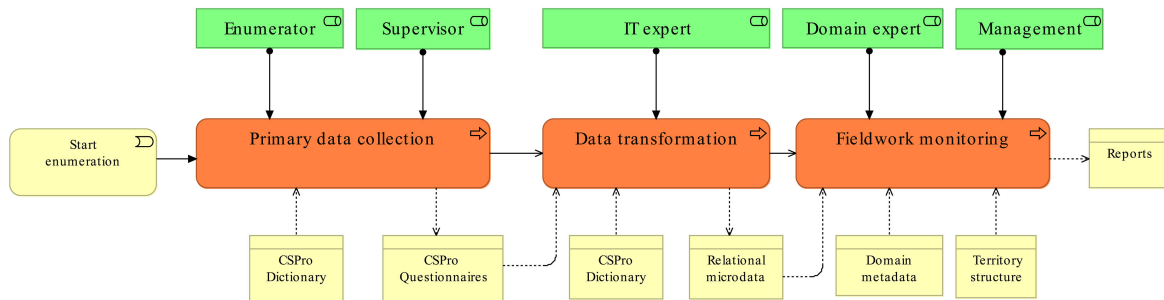 Enumerator
Supervisor
IT expert
Domain expert
Management
Start
enumeration
Primary data collection
Data transformation
Fieldwork monitoring
Reports
CSPro
Dictionary
CSPro
Questionnaires
CSPro
Dictionary
Relational
microdata
Domain
metadata
Territory
structure